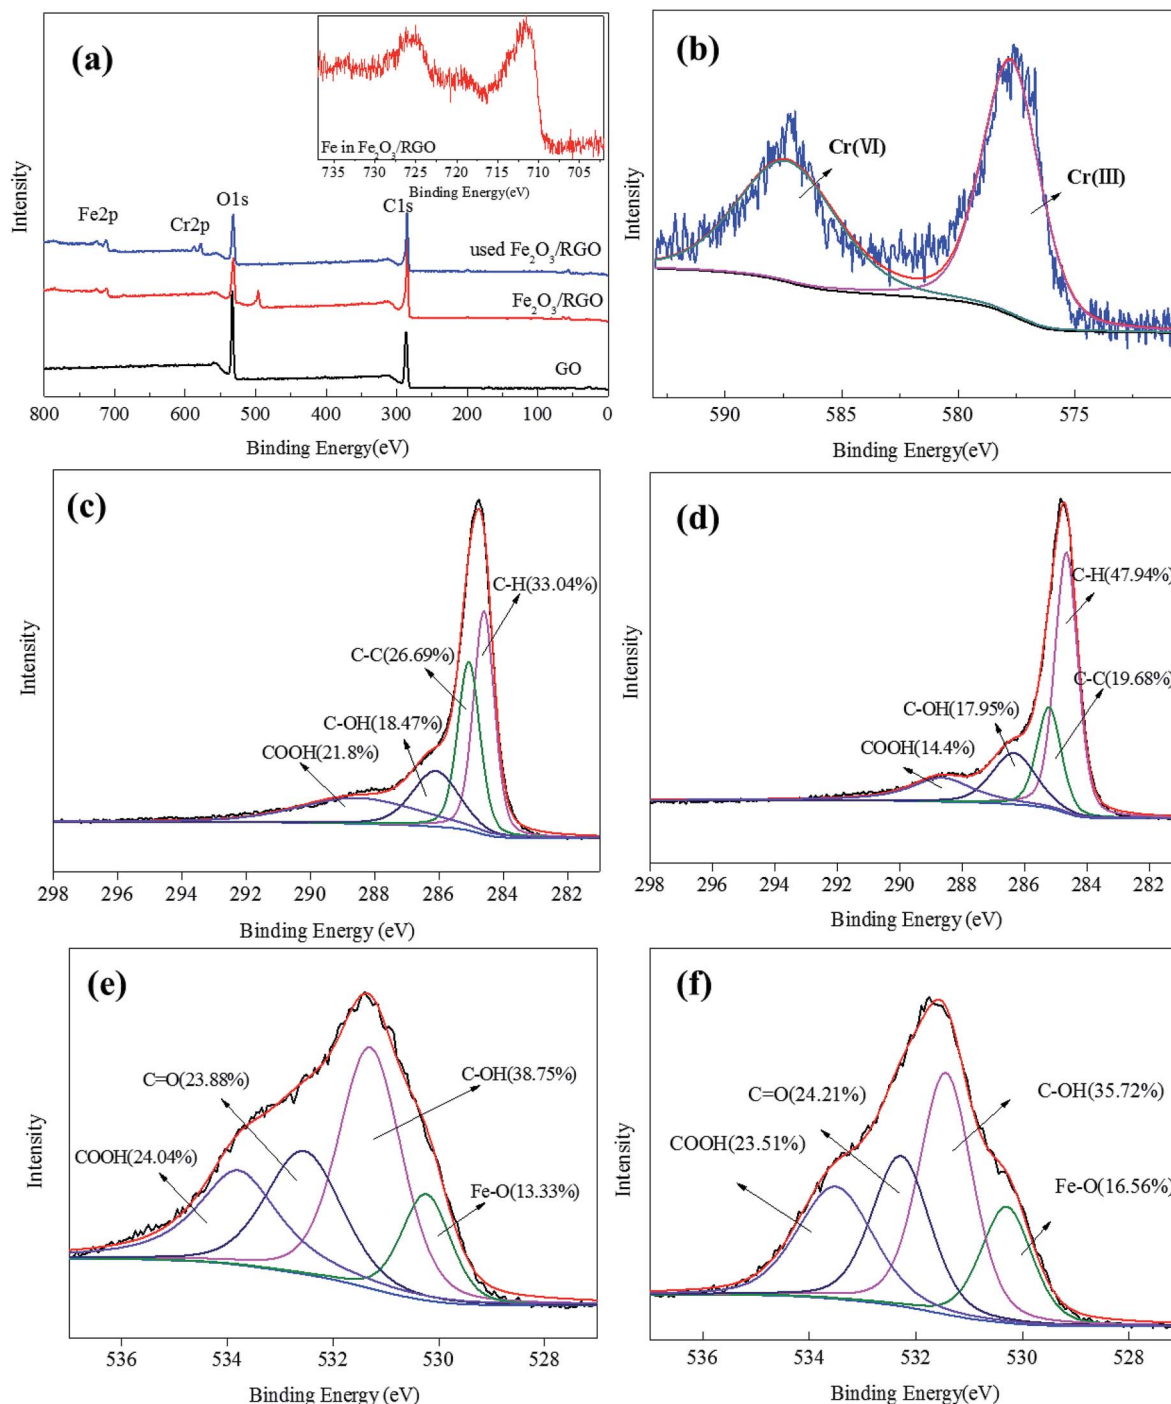 (a)
Fe in Fe2O3/RGO
735 730 725 720 715 710 705
Binding Energy(eV)
Fe2p
Cr2p
O1s
C1s
used Fe2O3/RGO
Fe2O3/RGO
GO
Intensity
800 700 600 500 400 300 200 100 0
Binding Energy(eV)
(b)
Cr(VI)
Cr(III)
Intensity
590 585 580 575
Binding Energy(eV)
(c)
C-H(33.04%)
C-C(26.69%)
C-OH(18.47%)
COOH(21.8%)
Intensity
298 296 294 292 290 288 286 284 282
Binding Energy (eV)
(d)
C-H(47.94%)
C-C(19.68%)
C-OH(17.95%)
COOH(14.4%)
Intensity
298 296 294 292 290 288 286 284 282
Binding Energy (eV)
(e)
C=O(23.88%)
C-OH(38.75%)
COOH(24.04%)
Fe-O(13.33%)
Intensity
536 534 532 530 528
Binding Energy (eV)
(f)
C=O(24.21%)
C-OH(35.72%)
COOH(23.51%)
Fe-O(16.56%)
Intensity
536 534 532 530 528
Binding Energy (eV)